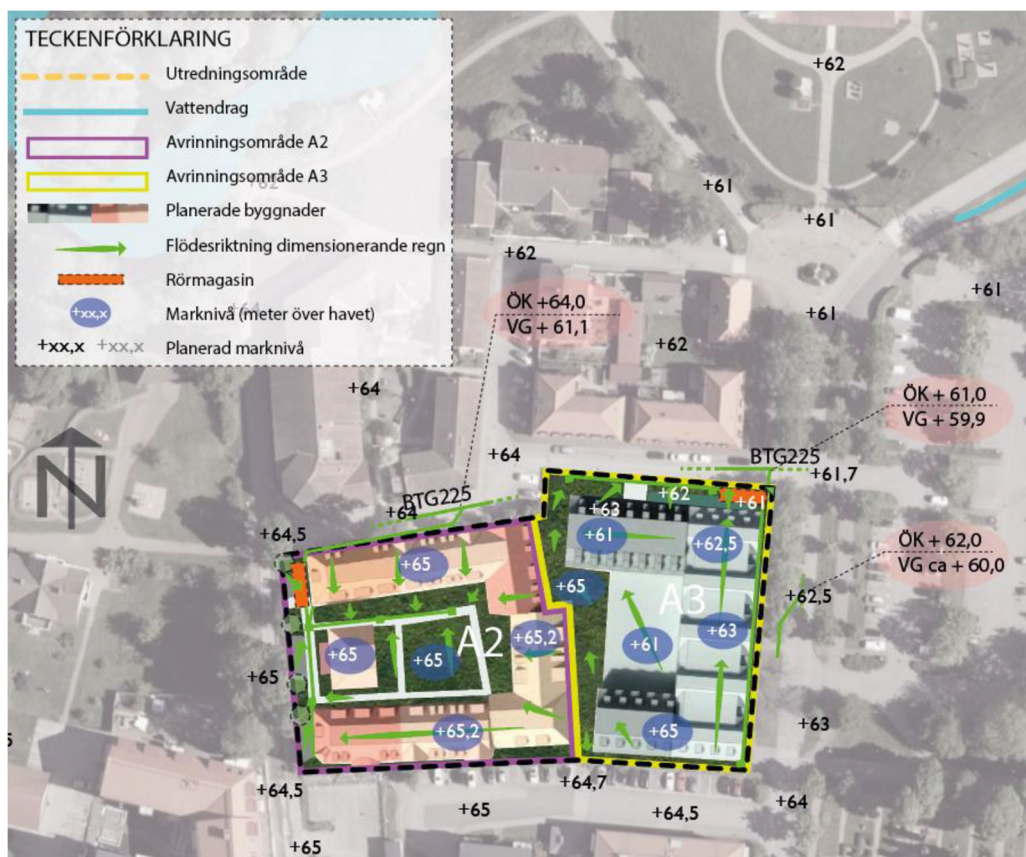 TECKENFÖRKLARING
Utredningsområde
Vattendrag
Avrinningsområde A2
Avrinningsområde A3
Planerade byggnader
Flödesriktning dimensionerande regn
Rörmagasin
+xx,x Marknivå (meter över havet)
+xx,x +xx,x Planerad marknivå
+62
+62
+61
+61
+62
+64
+61
+61
ÖK +64,0
VG + 61,1
+62
+64
ÖK + 61,0
VG + 59,9
+64
BTG225
+61,7
BTG225
+64
+62
+61
+63
+64,5
+61
+62,5
ÖK + 62,0
VG ca + 60,0
+65
+65
+62,5
A3
A2
+65,2
+63
+65
+65
+61
+65
+65,2
+65
+63
N
5
+64,5
+64,7
+64
+65
+64,5
+65